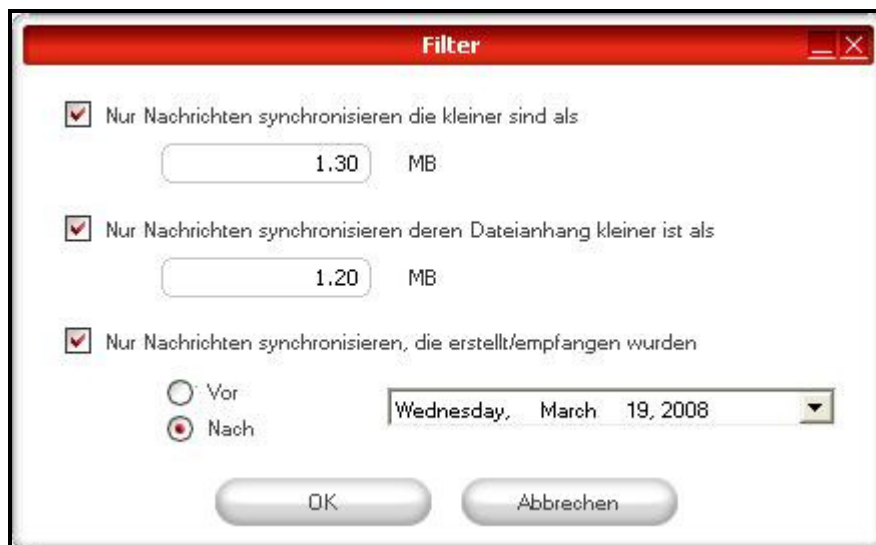 Filter
Nur Nachrichten synchronisieren die kleiner sind als
1.30 MB
Nur Nachrichten synchronisieren deren Dateianhang kleiner ist als
1.20 MB
Nur Nachrichten synchronisieren, die erstellt/empfangen wurden
Vor
Wednesday, March 19, 2008
Nach
OK Abbrechen